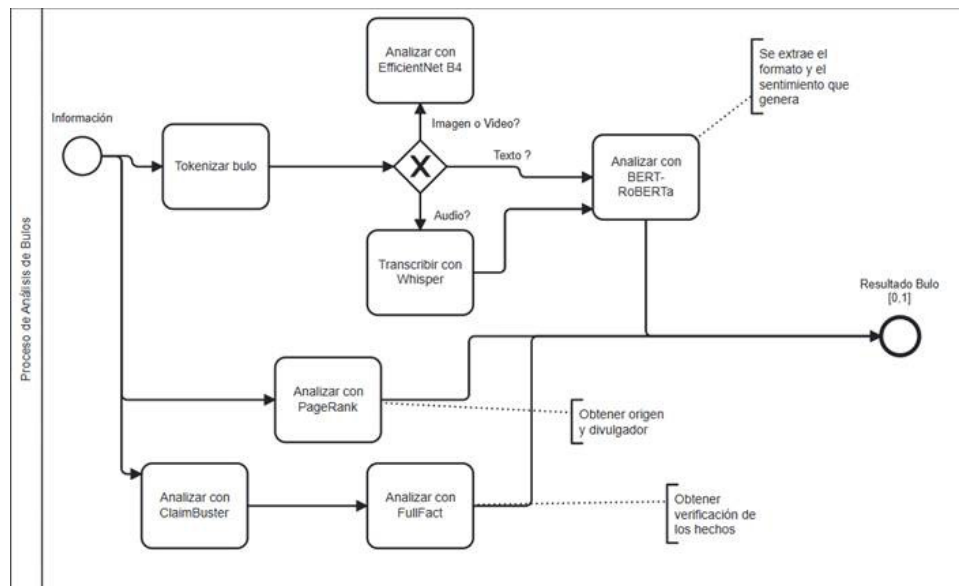 Proceso de Análisis de Bulos
Información
Tokenizar bulo
Analizar con
EfficientNet B4
Imagen o Video?
X
Texto ?
Audio?
Transcribir con
Whisper
Analizar con
BERT-
RoBERTa
Se extrae el
formato y el
sentimiento que
genera
Resultado Bulo
[0,1]
Analizar con
PageRank
Obtener origen
y divulgador
Analizar con
ClaimBuster
Analizar con
FullFact
Obtener
verificación de
los hechos